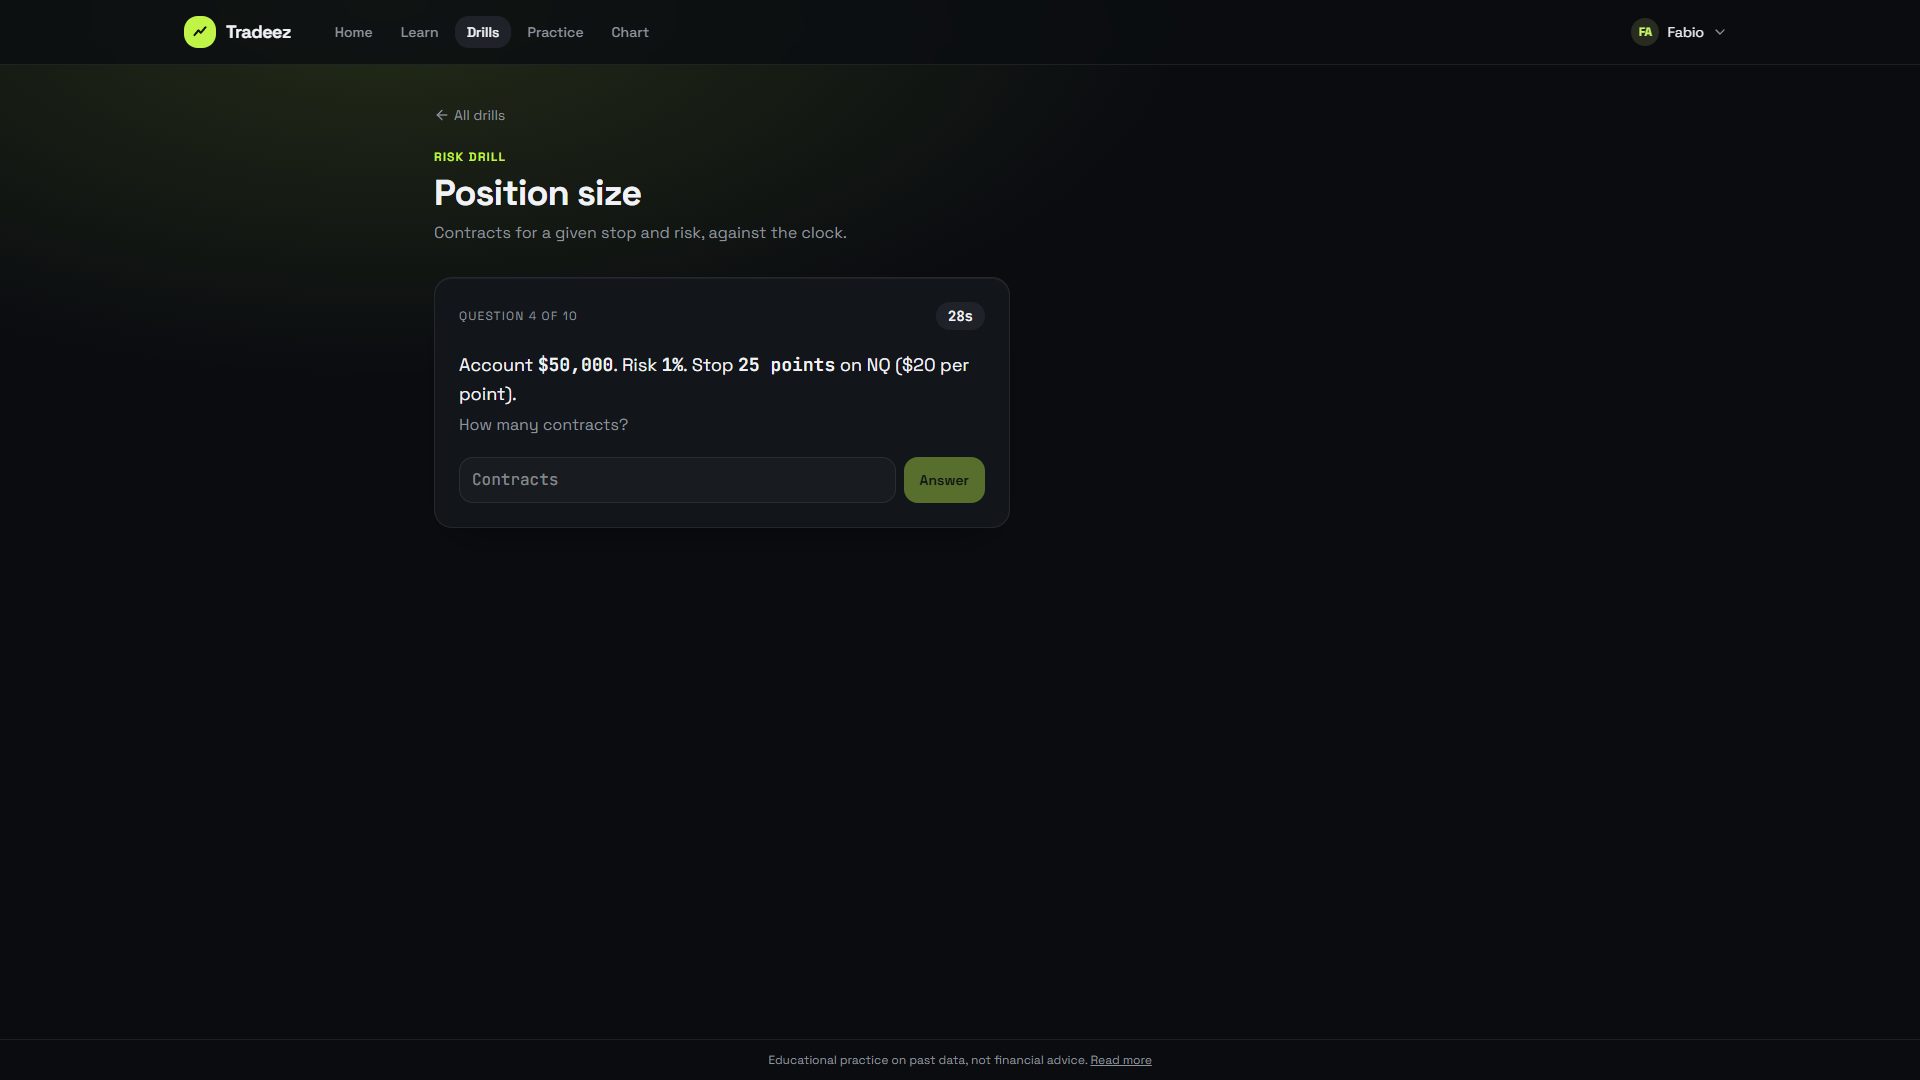 Tradeez
Home
Learn
Drills
Practice
Chart
FA
Fabio
← All drills
RISK DRILL
Position size
Contracts for a given stop and risk, against the clock.
QUESTION 4 OF 10
28s
Account $50,000. Risk 1%. Stop 25 points on NQ ($20 per
point).
How many contracts?
Contracts
Answer
Educational practice on past data, not financial advice. Read more